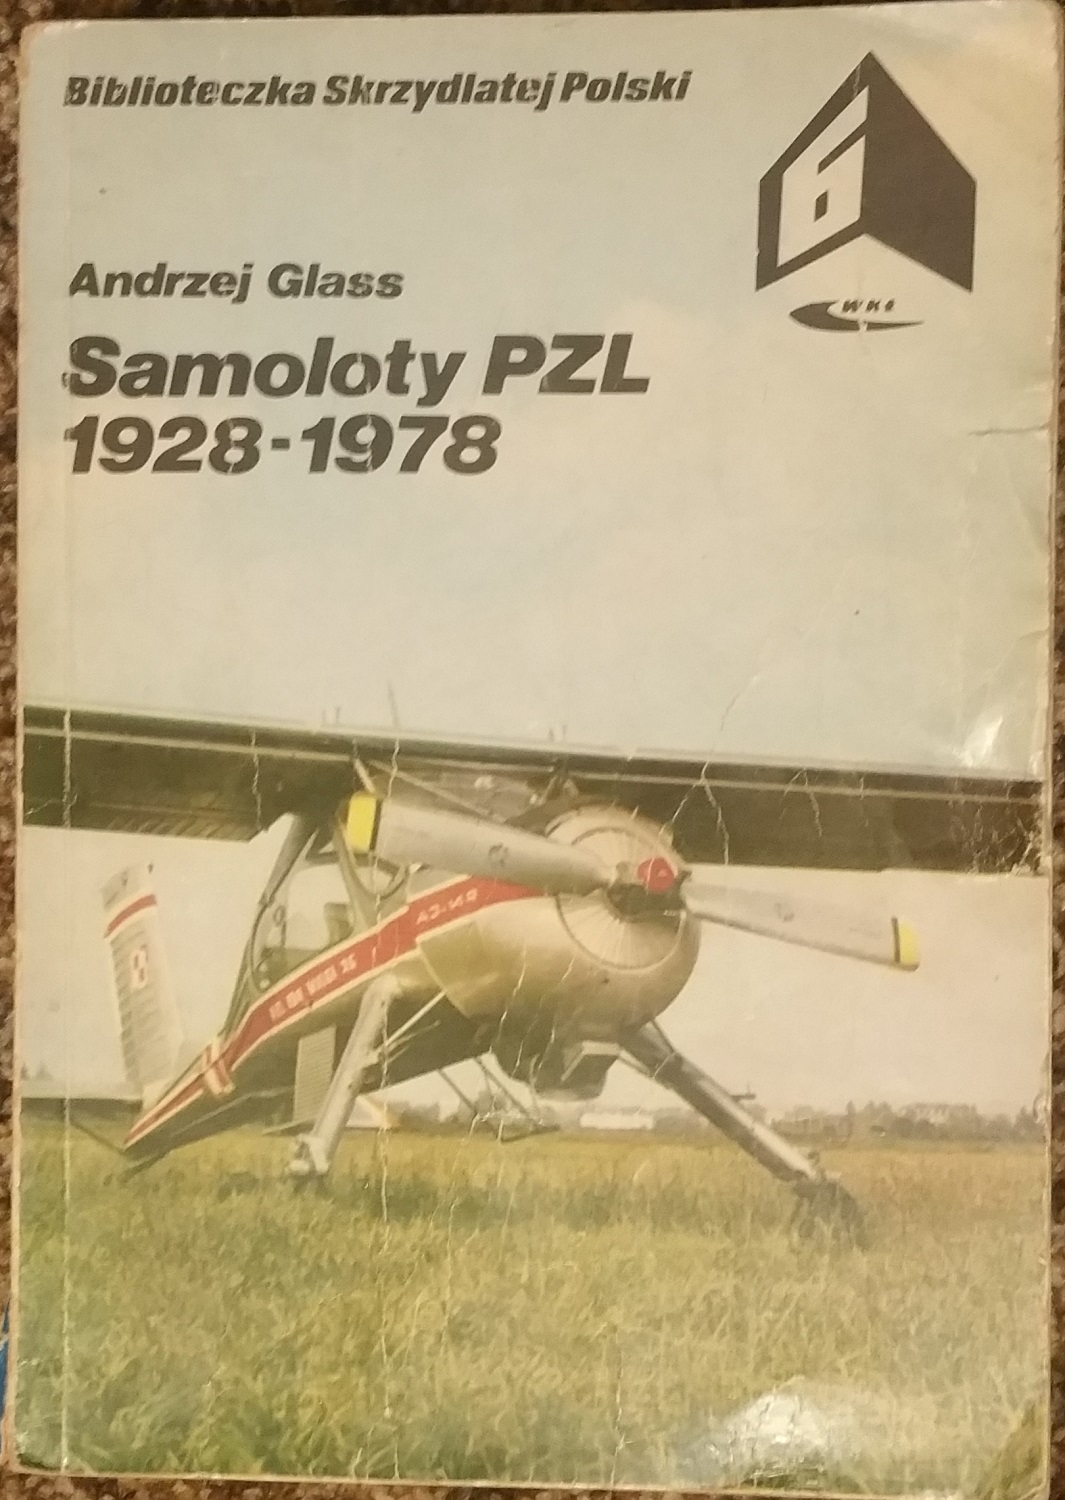 Biblioteczka Skrzydlatej Polski
6
WKŁ
Andrzej Glass
Samoloty PZL
1928-1978